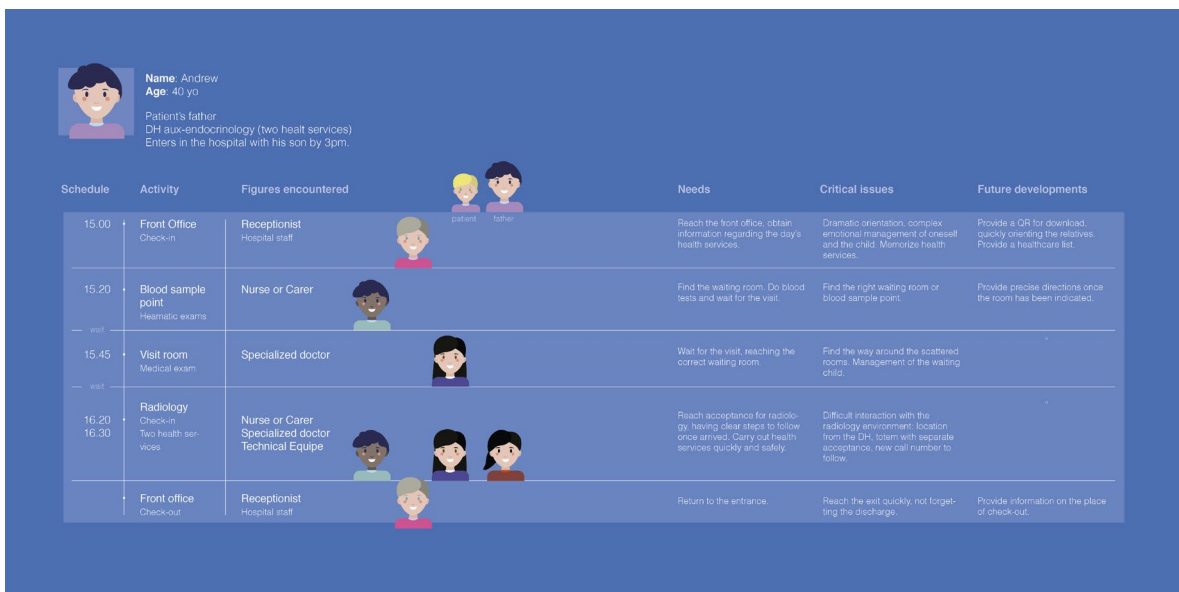 Name: Andrew
Age: 40 yo
Patient's father
DH aux-endocrinology (two healt services)
Enters in the hospital with his son by 3pm.
Schedule
Activity
Figures encountered
Needs
Critical issues
Future developments
patient
father
15.00
Front Office
Check-in
Receptionist
Hospital staff
Reach the front office, obtain
information regarding the day's
health services.
Dramatic orientation, complex
emotional management of oneself
and the child. Memorize health
services.
Provide a QR for download,
quickly orienting the relatives.
Provide a healthcare list.
15.20
Blood sample
point
Heamatic exams
Nurse or Carer
Find the waiting room. Do blood
tests and wait for the visit.
Find the right waiting room or
blood sample point.
Provide precise directions once
the room has been indicated.
wait
15.45
Visit room
Medical exam
Specialized doctor
Wait for the visit, reaching the
correct waiting room.
Find the way around the scattered
rooms. Management of the waiting
child.
wait
16.20
16.30
Radiology
Check-in
Two health ser-
vices
Nurse or Carer
Specialized doctor
Technical Equipe
Reach acceptance for radiolo-
gy, having clear steps to follow
once arrived. Carry out health
services quickly and safely.
Difficult interaction with the
radiology environment: location
from the DH, totem with separate
acceptance, new call number to
follow.
Front office
Check-out
Receptionist
Hospital staff
Return to the entrance.
Reach the exit quickly, not forget-
ting the discharge.
Provide information on the place
of check-out.